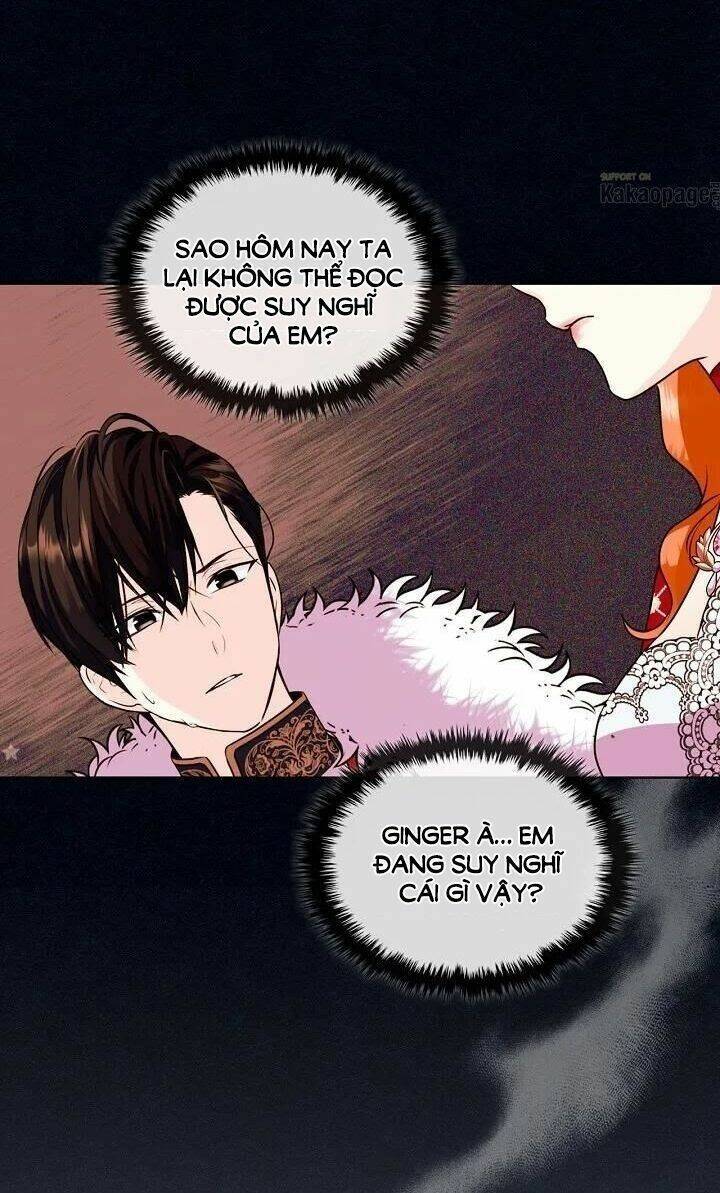 SUPPORT ON
Kakaopage
SAO HÔM NAY TA
LẠI KHÔNG THỂ ĐỌC
ĐƯỢC SUY NGHĨ
CỦA EM?
GINGER À... EM
ĐANG SUY NGHĨ
CÁI GÌ VẬY?